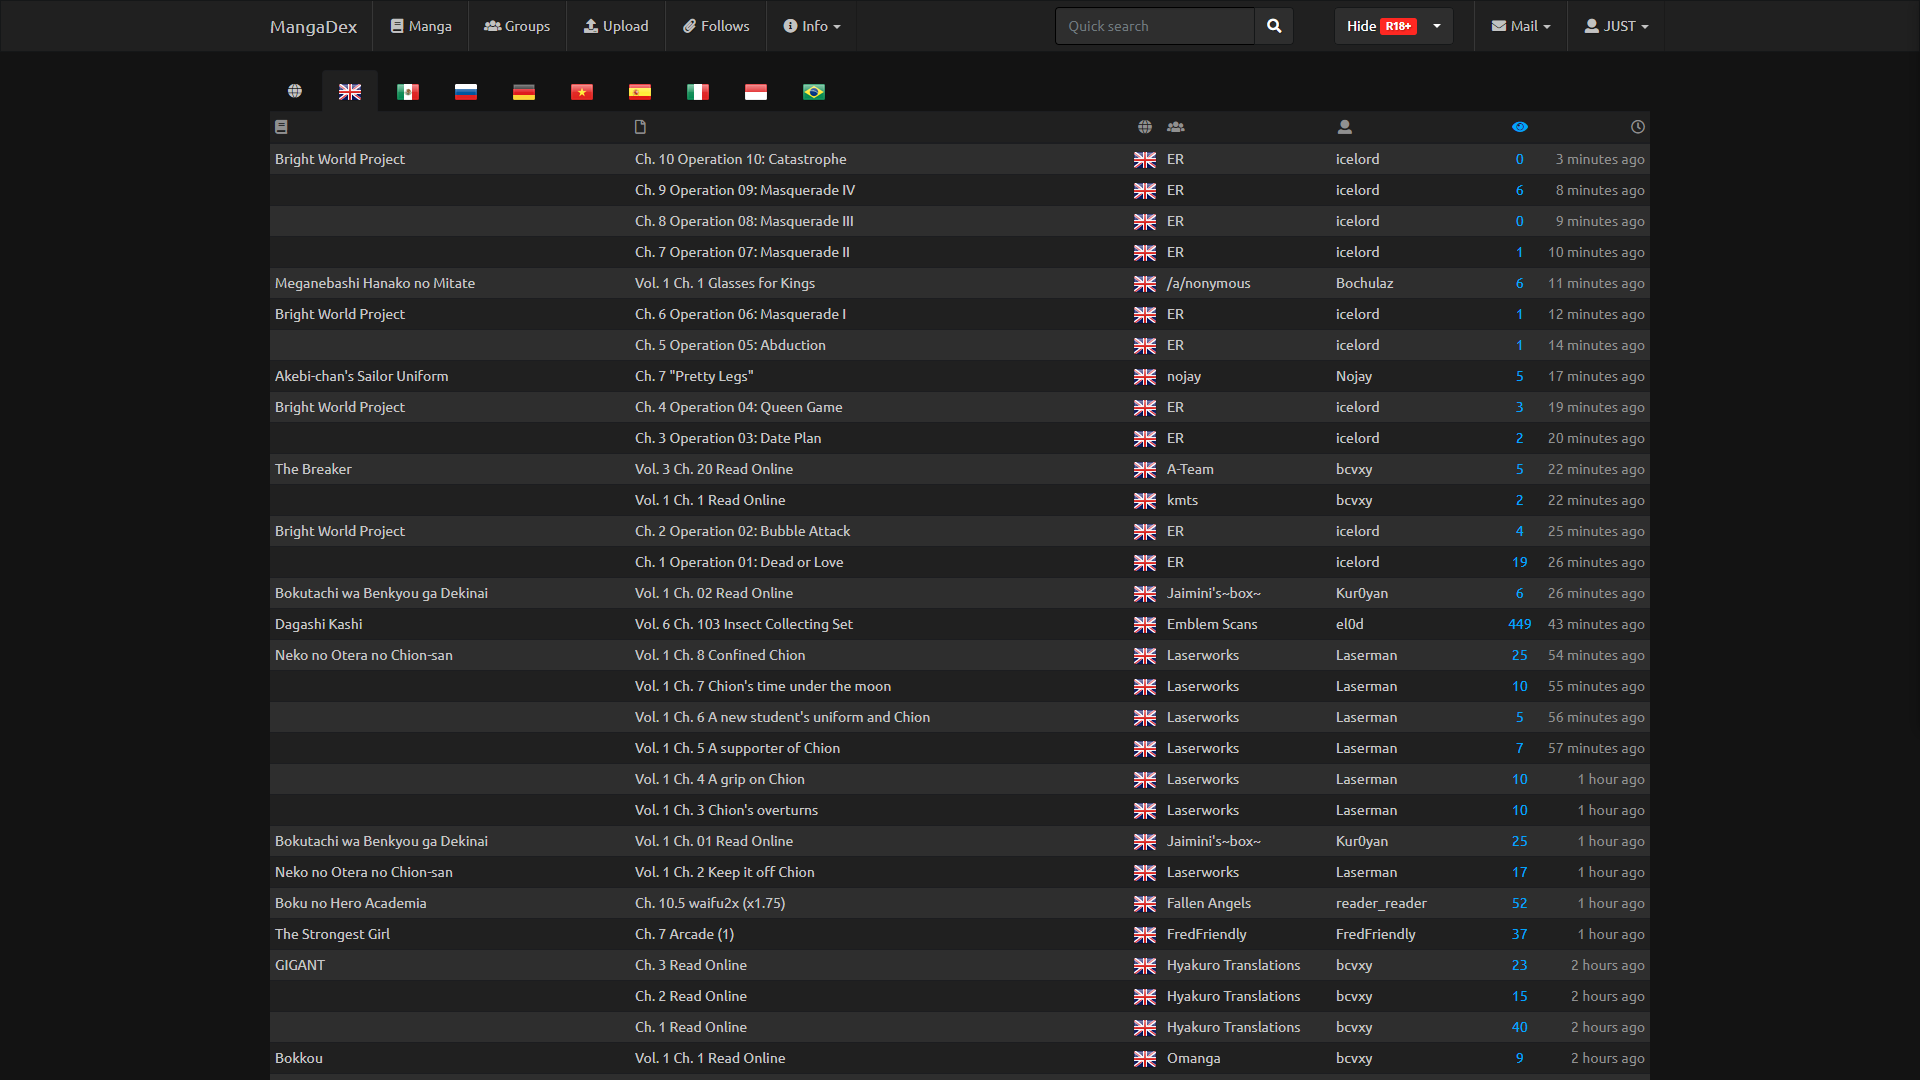 MangaDex Manga Groups Upload Follows Info Quick search Hide R18+ Mail JUST
Bright World Project Ch. 10 Operation 10: Catastrophe ER icelord 0 3 minutes ago
Ch. 9 Operation 09: Masquerade IV ER icelord 6 8 minutes ago
Ch. 8 Operation 08: Masquerade III ER icelord 0 9 minutes ago
Ch. 7 Operation 07: Masquerade II ER icelord 1 10 minutes ago
Meganebashi Hanako no Mitate Vol. 1 Ch. 1 Glasses for Kings /a/nonymous Bochulaz 6 11 minutes ago
Bright World Project Ch. 6 Operation 06: Masquerade I ER icelord 1 12 minutes ago
Ch. 5 Operation 05: Abduction ER icelord 1 14 minutes ago
Akebi-chan's Sailor Uniform Ch. 7 "Pretty Legs" nojay Nojay 5 17 minutes ago
Bright World Project Ch. 4 Operation 04: Queen Game ER icelord 3 19 minutes ago
Ch. 3 Operation 03: Date Plan ER icelord 2 20 minutes ago
The Breaker Vol. 3 Ch. 20 Read Online A-Team bcvxy 5 22 minutes ago
Vol. 1 Ch. 1 Read Online kmts bcvxy 2 22 minutes ago
Bright World Project Ch. 2 Operation 02: Bubble Attack ER icelord 4 25 minutes ago
Ch. 1 Operation 01: Dead or Love ER icelord 19 26 minutes ago
Bokutachi wa Benkyou ga Dekinai Vol. 1 Ch. 02 Read Online Jaimini's~box~ Kur0yan 6 26 minutes ago
Dagashi Kashi Vol. 6 Ch. 103 Insect Collecting Set Emblem Scans el0d 449 43 minutes ago
Neko no Otera no Chion-san Vol. 1 Ch. 8 Confined Chion Laserworks Laserman 25 54 minutes ago
Vol. 1 Ch. 7 Chion's time under the moon Laserworks Laserman 10 55 minutes ago
Vol. 1 Ch. 6 A new student's uniform and Chion Laserworks Laserman 5 56 minutes ago
Vol. 1 Ch. 5 A supporter of Chion Laserworks Laserman 7 57 minutes ago
Vol. 1 Ch. 4 A grip on Chion Laserworks Laserman 10 1 hour ago
Vol. 1 Ch. 3 Chion's overturns Laserworks Laserman 10 1 hour ago
Bokutachi wa Benkyou ga Dekinai Vol. 1 Ch. 01 Read Online Jaimini's~box~ Kur0yan 25 1 hour ago
Neko no Otera no Chion-san Vol. 1 Ch. 2 Keep it off Chion Laserworks Laserman 17 1 hour ago
Boku no Hero Academia Ch. 10.5 waifu2x (x1.75) Fallen Angels reader_reader 52 1 hour ago
The Strongest Girl Ch. 7 Arcade (1) FredFriendly FredFriendly 37 1 hour ago
GIGANT Ch. 3 Read Online Hyakuro Translations bcvxy 23 2 hours ago
Ch. 2 Read Online Hyakuro Translations bcvxy 15 2 hours ago
Ch. 1 Read Online Hyakuro Translations bcvxy 40 2 hours ago
Bokkou Vol. 1 Ch. 1 Read Online Omanga bcvxy 9 2 hours ago